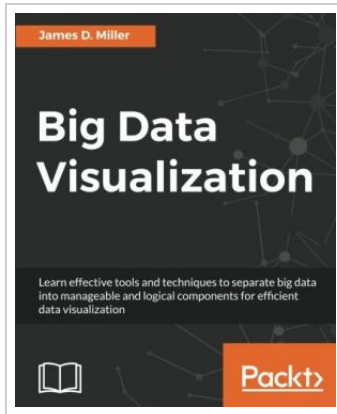 James D. Miller
Big Data
Visualization
Learn effective tools and techniques to separate big data
into manageable and logical components for efficient
data visualization
Packt>